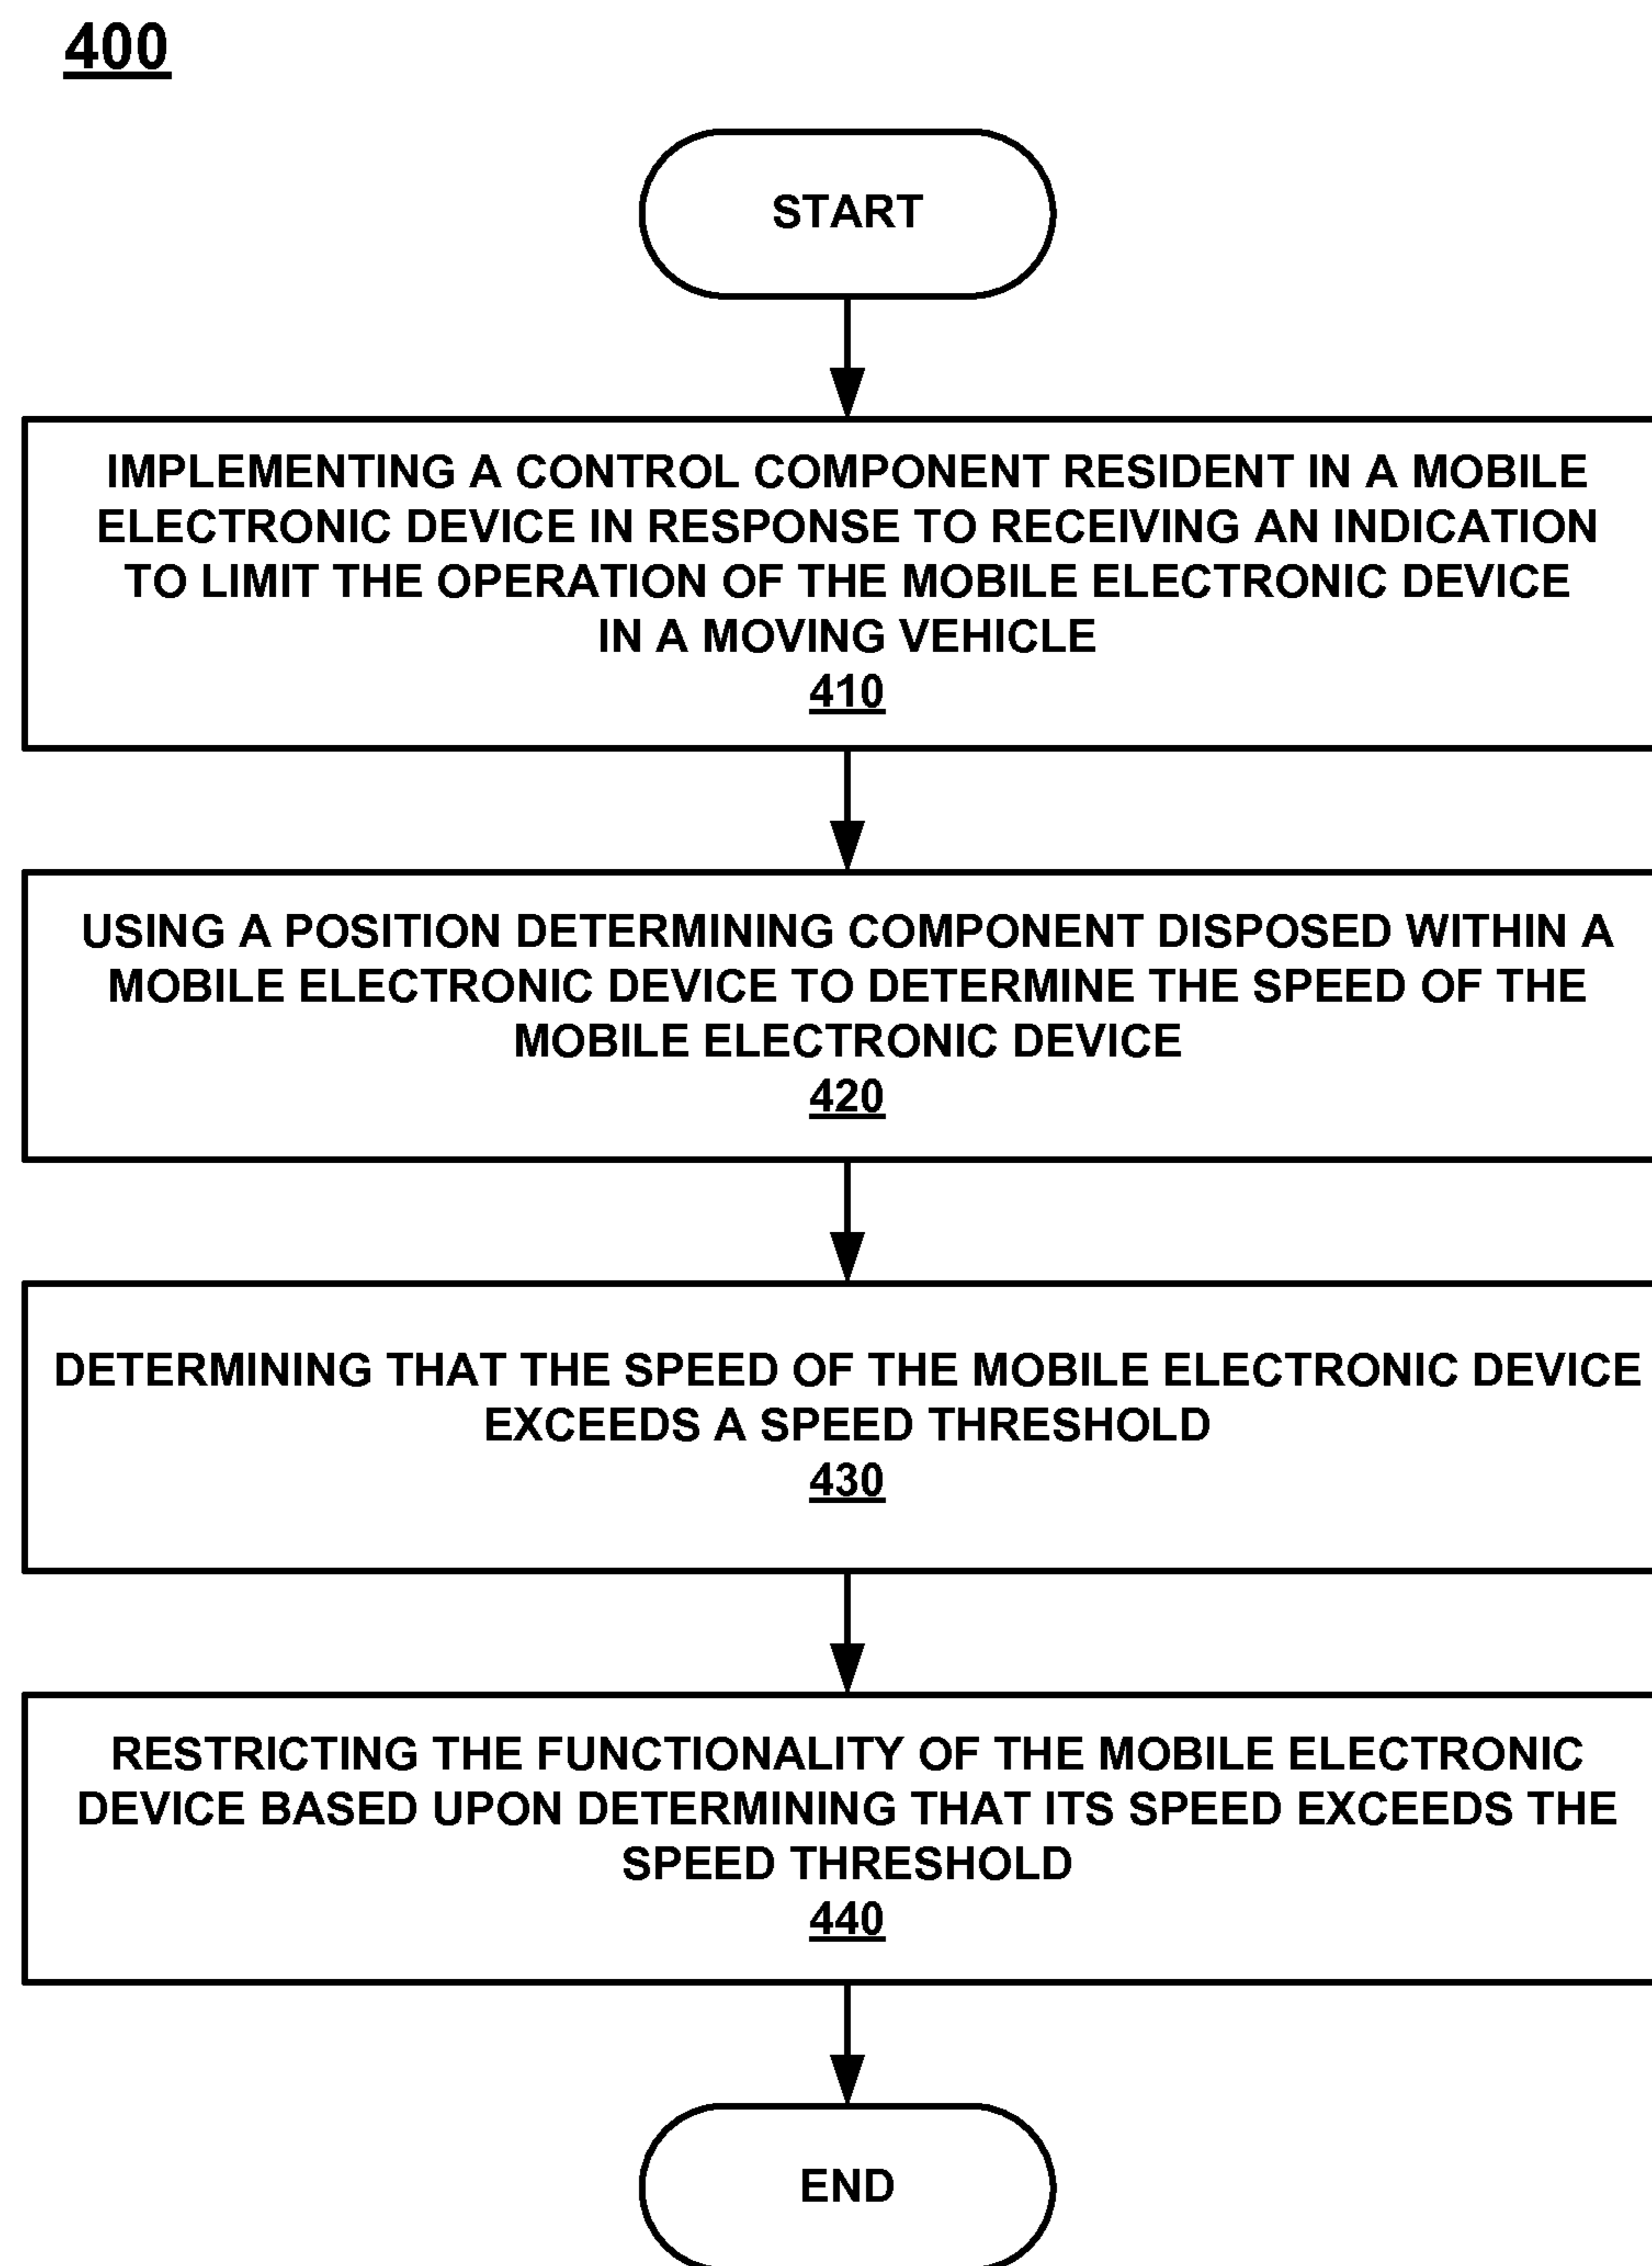 400
START
IMPLEMENTING A CONTROL COMPONENT RESIDENT IN A MOBILE
ELECTRONIC DEVICE IN RESPONSE TO RECEIVING AN INDICATION
TO LIMIT THE OPERATION OF THE MOBILE ELECTRONIC DEVICE
IN A MOVING VEHICLE
410
USING A POSITION DETERMINING COMPONENT DISPOSED WITHIN A
MOBILE ELECTRONIC DEVICE TO DETERMINE THE SPEED OF THE
MOBILE ELECTRONIC DEVICE
420
DETERMINING THAT THE SPEED OF THE MOBILE ELECTRONIC DEVICE
EXCEEDS A SPEED THRESHOLD
430
RESTRICTING THE FUNCTIONALITY OF THE MOBILE ELECTRONIC
DEVICE BASED UPON DETERMINING THAT ITS SPEED EXCEEDS THE
SPEED THRESHOLD
440
END